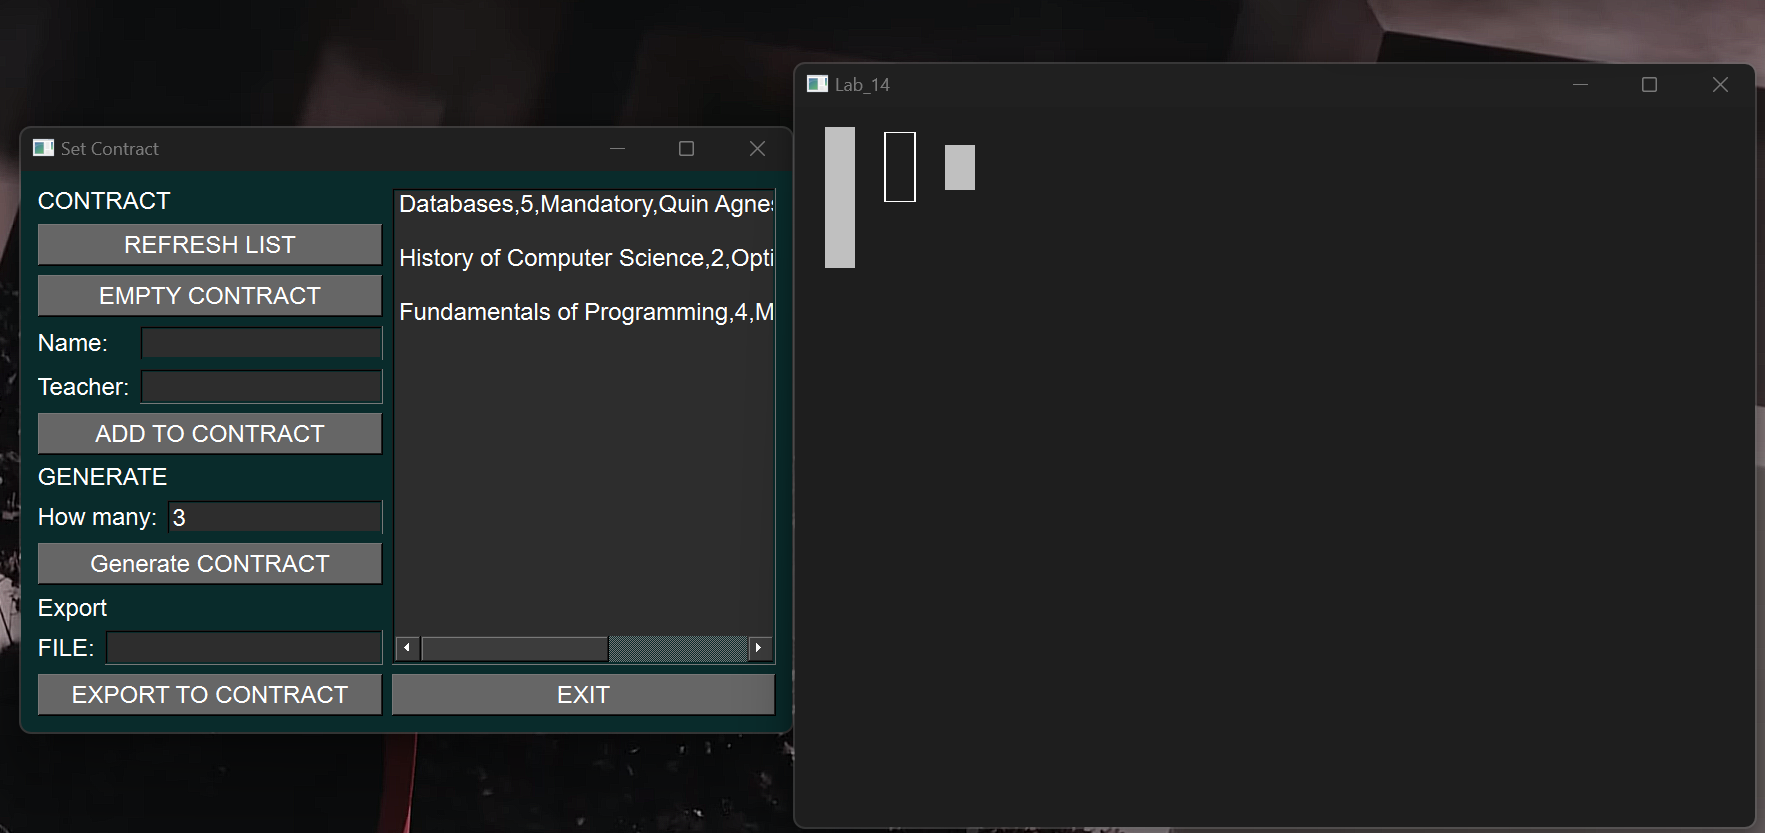 Set Contract
CONTRACT
REFRESH LIST
EMPTY CONTRACT
Name:
Teacher:
ADD TO CONTRACT
GENERATE
How many: 3
Generate CONTRACT
Export
FILE:
EXPORT TO CONTRACT
Databases,5,Mandatory,Quin Agnes
History of Computer Science,2,Opti
Fundamentals of Programming,4,M
EXIT
Lab_14